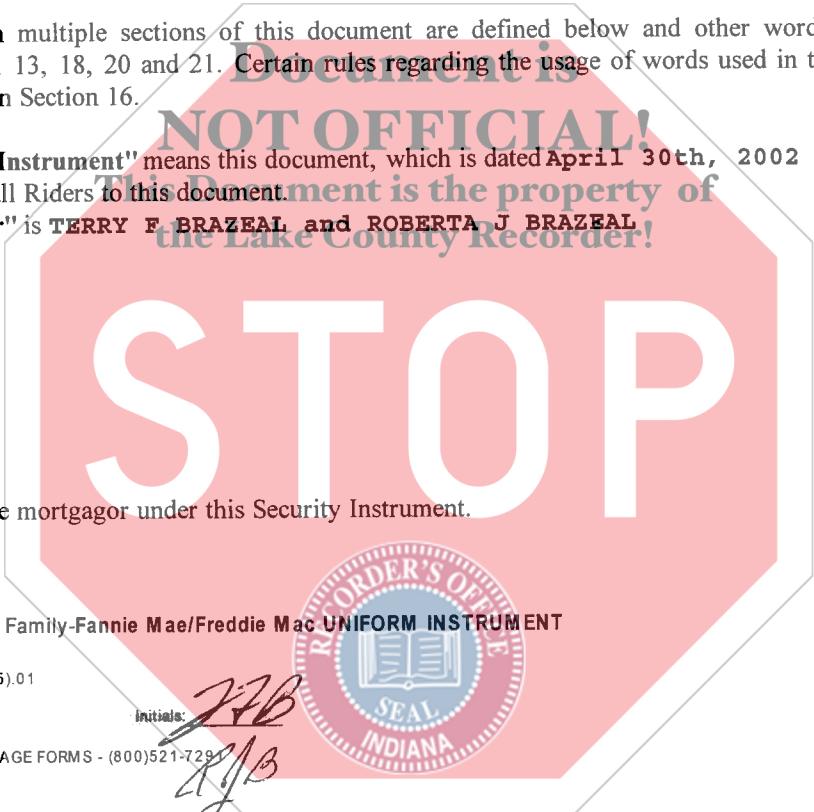 multiple sections of this document are defined below and other word
13, 18, 20 and 21. Certain rules regarding the usage of words used in t
n Section 16.
Document is
NOT OFFICIAL!
This Document is the property of
the Lake County Recorder!
Instrument" means this document, which is dated April 30th, 2002
ll Riders to this document.
" is TERRY F BRAZEAL and ROBERTA J BRAZEAL
STOP
e mortgagor under this Security Instrument.
Family-Fannie Mae/Freddie Mac UNIFORM INSTRUMENT
).01
Initials: TFB
AGE FORMS - (800)521-7291
RJB
RECORDER'S OFFICE
SEAL
INDIANA